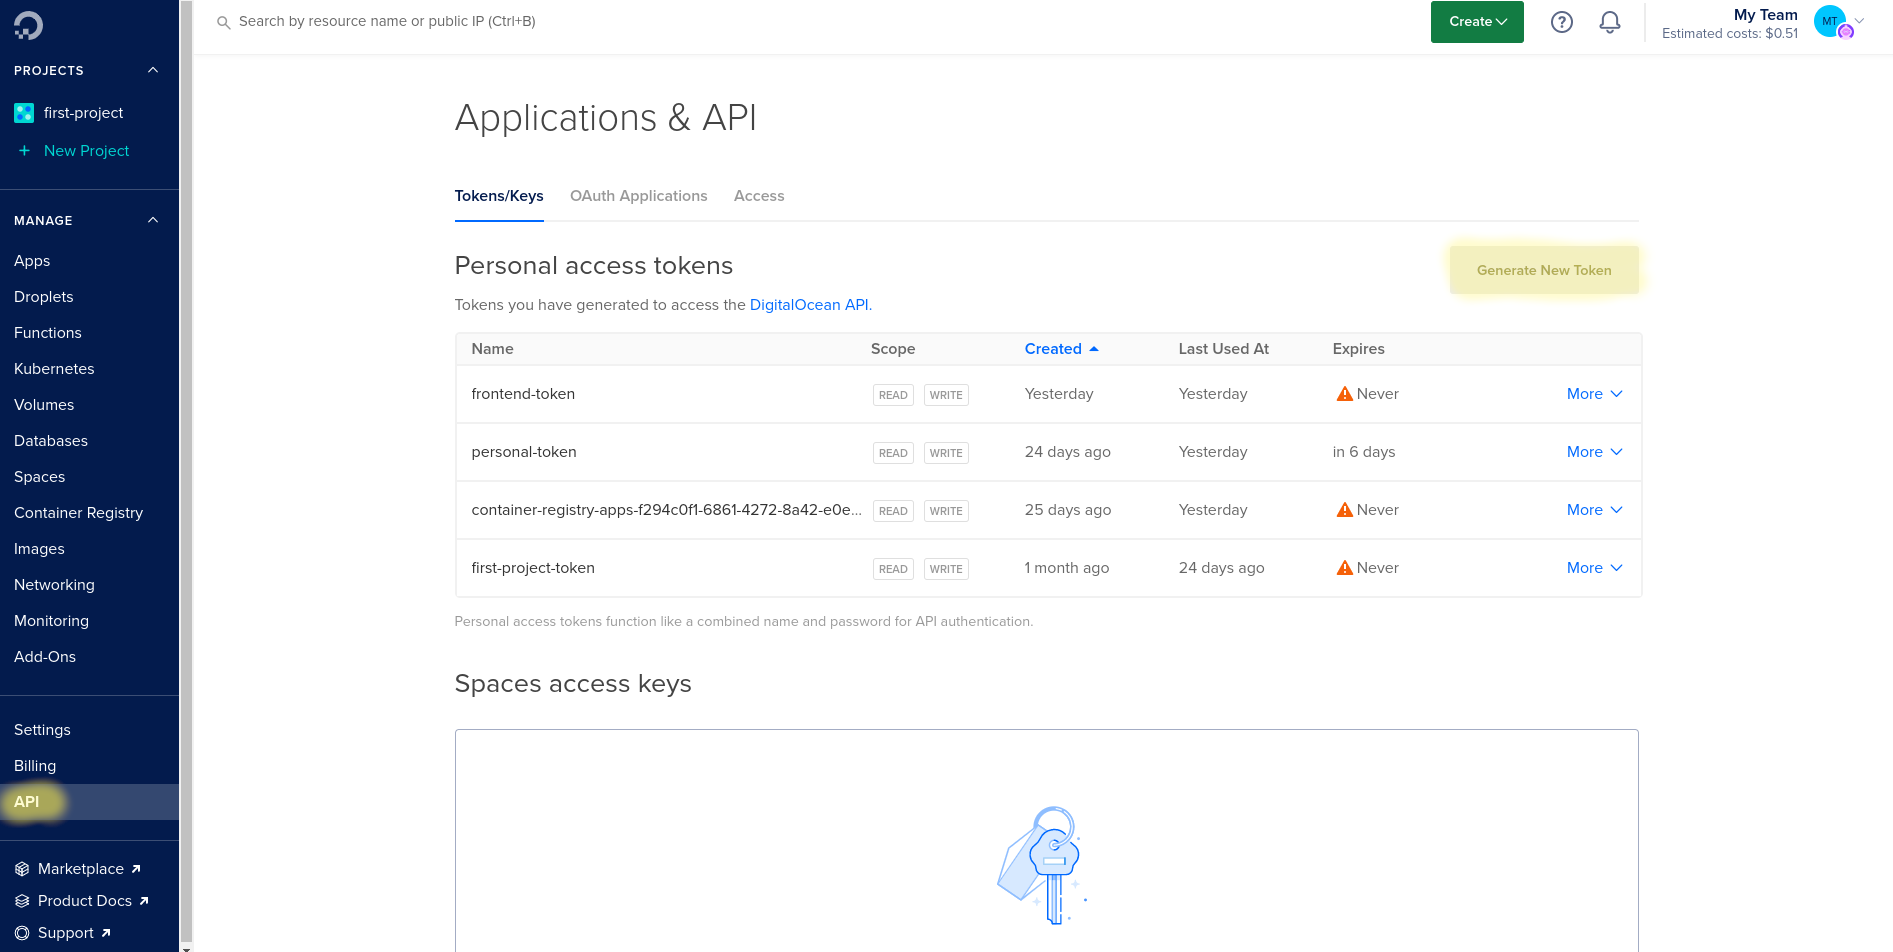 PROJECTS
first-project
+ New Project
MANAGE
Apps
Droplets
Functions
Kubernetes
Volumes
Databases
Spaces
Container Registry
Images
Networking
Monitoring
Add-Ons
Settings
Billing
API
Marketplace
Product Docs
Support
Search by resource name or public IP (Ctrl+B)
Create
My Team
Estimated costs: $0.51
MT
Applications & API
Tokens/Keys OAuth Applications Access
Personal access tokens
Generate New Token
Tokens you have generated to access the DigitalOcean API.
Name Scope Created Last Used At Expires
frontend-token READ WRITE Yesterday Yesterday Never More
personal-token READ WRITE 24 days ago Yesterday in 6 days More
container-registry-apps-f294c0f1-6861-4272-8a42-e0e... READ WRITE 25 days ago Yesterday Never More
first-project-token READ WRITE 1 month ago 24 days ago Never More
Personal access tokens function like a combined name and password for API authentication.
Spaces access keys